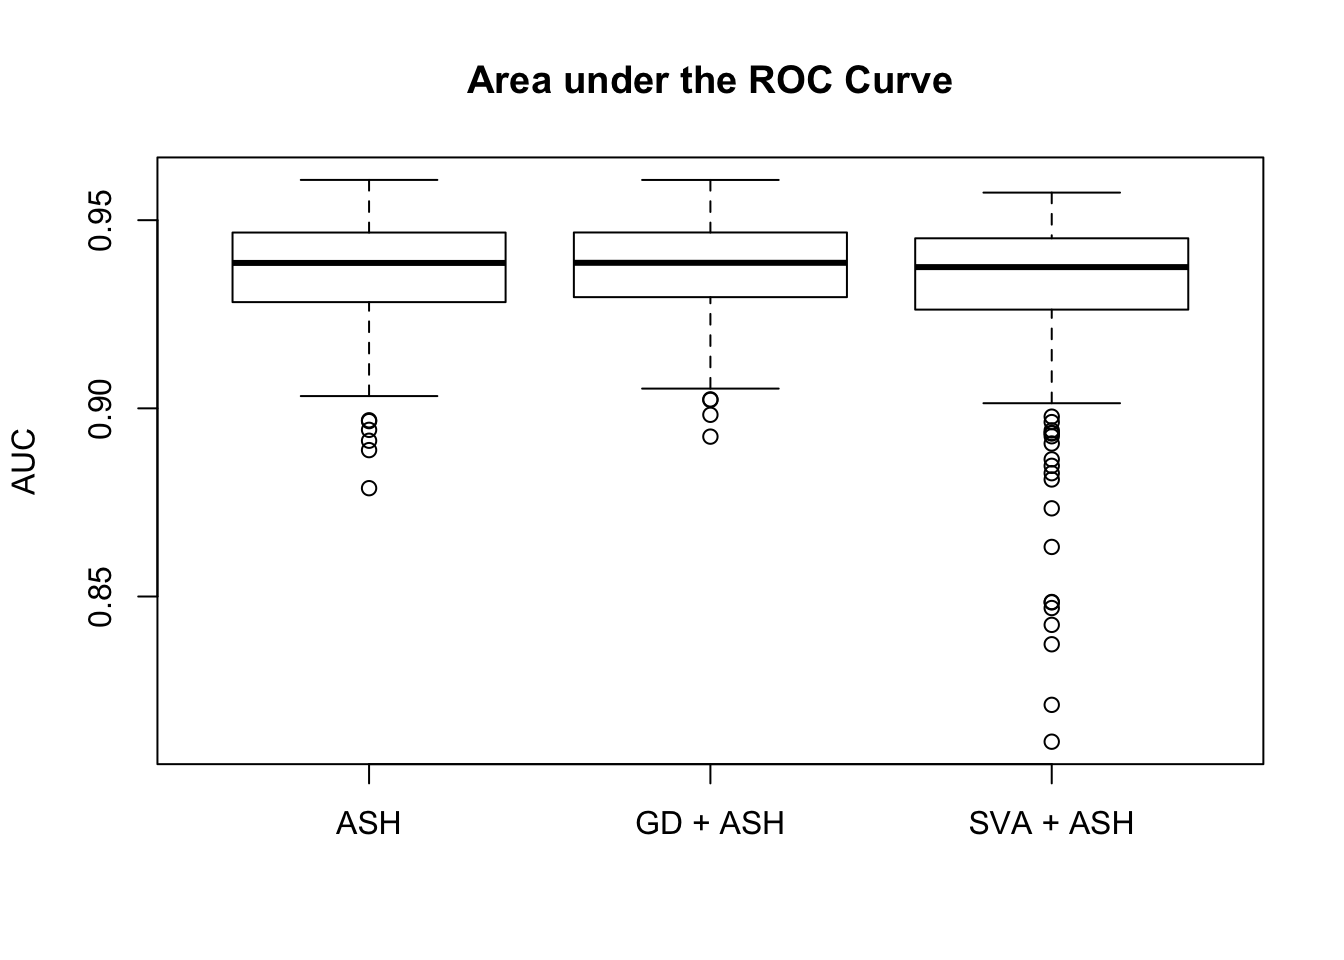 Area under the ROC Curve
AUC
0.95
0.90
0.85
ASH
GD + ASH
SVA + ASH